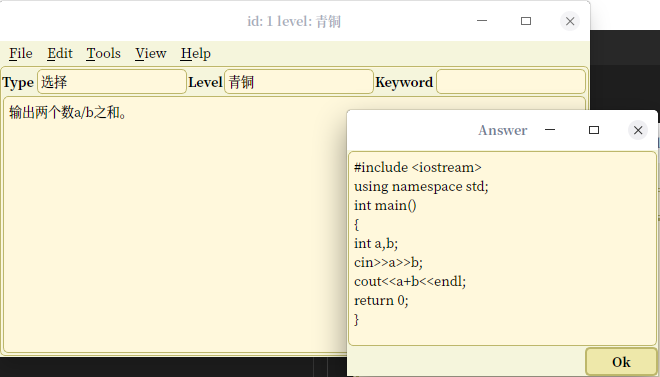 id: 1 level: 青铜
File Edit Tools View Help
Type 选择 Level 青铜 Keyword
输出两个数a/b之和。
Answer
#include <iostream>
using namespace std;
int main()
{
int a,b;
cin>>a>>b;
cout<<a+b<<endl;
return 0;
}
Ok